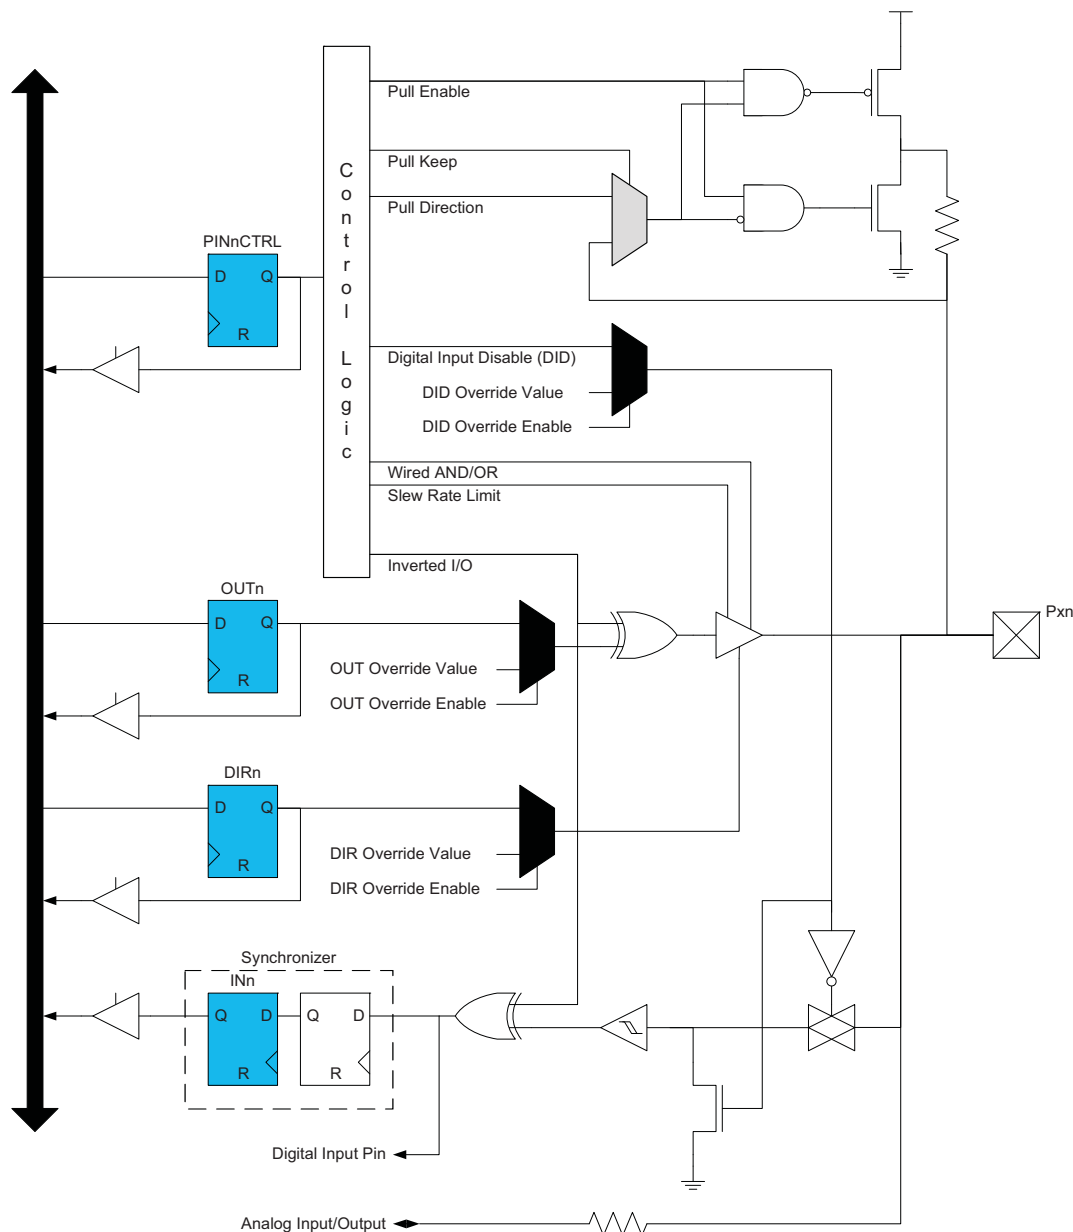 Pull Enable
Pull Keep
Pull Direction
Control Logic
PINnCTRL
D Q
R
Digital Input Disable (DID)
DID Override Value
DID Override Enable
Wired AND/OR
Slew Rate Limit
Inverted I/O
OUTn
D Q
R
Pxn
OUT Override Value
OUT Override Enable
DIRn
D Q
R
DIR Override Value
DIR Override Enable
Synchronizer
INn
Q D Q D
R R
Digital Input Pin
Analog Input/Output